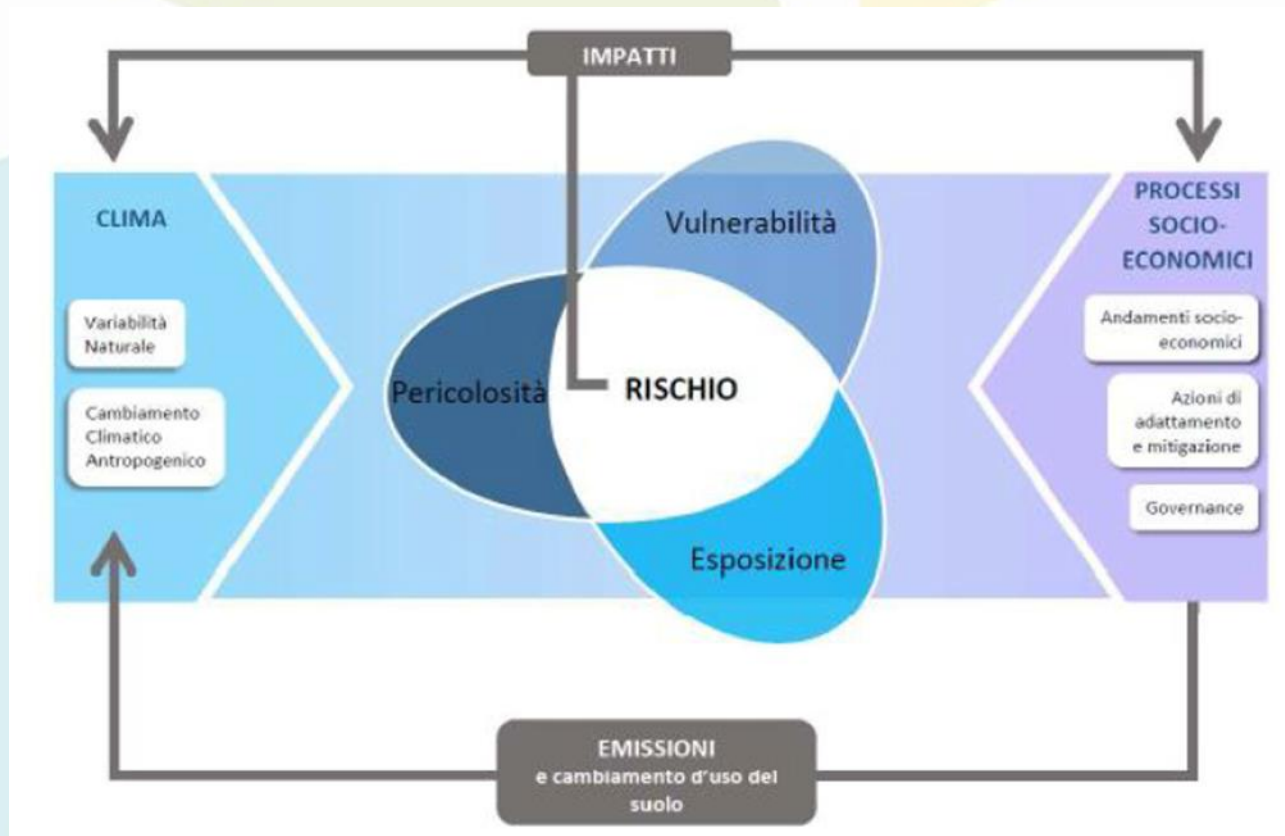 IMPATTI
CLIMA
Variabilità
Naturale
Cambiamento
Climatico
Antropogenico
Vulnerabilità
Pericolosità
RISCHIO
Esposizione
PROCESSI
SOCIO-
ECONOMICI
Andamenti socio-
economici
Azioni di
adattamento
e mitigazione
Governance
EMISSIONI
e cambiamento d'uso del
suolo